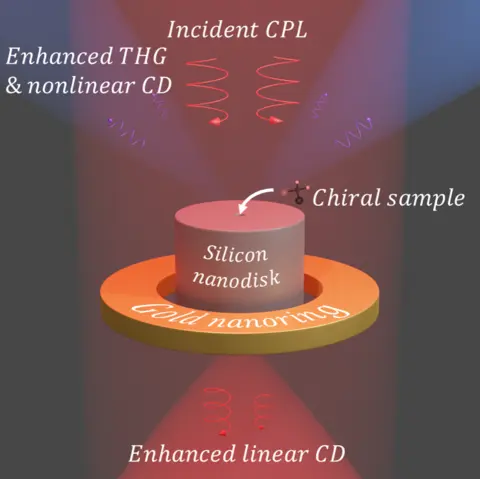 Incident CPL
Enhanced THG
& nonlinear CD
Chiral sample
Silicon
nanodisk
Gold nanoring
Enhanced linear CD